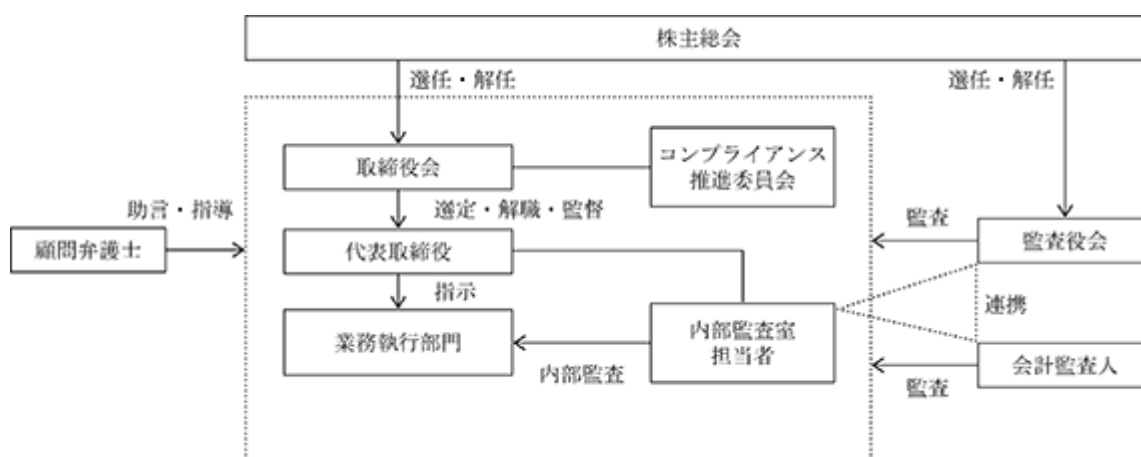 株主総会
選任・解任
選任・解任
取締役会
コンプライアンス
推進委員会
助言・指導
選定・解職・監督
監査
顧問弁護士
代表取締役
監査役会
指示
連携
業務執行部門
内部監査室
担当者
内部監査
監査
会計監査人